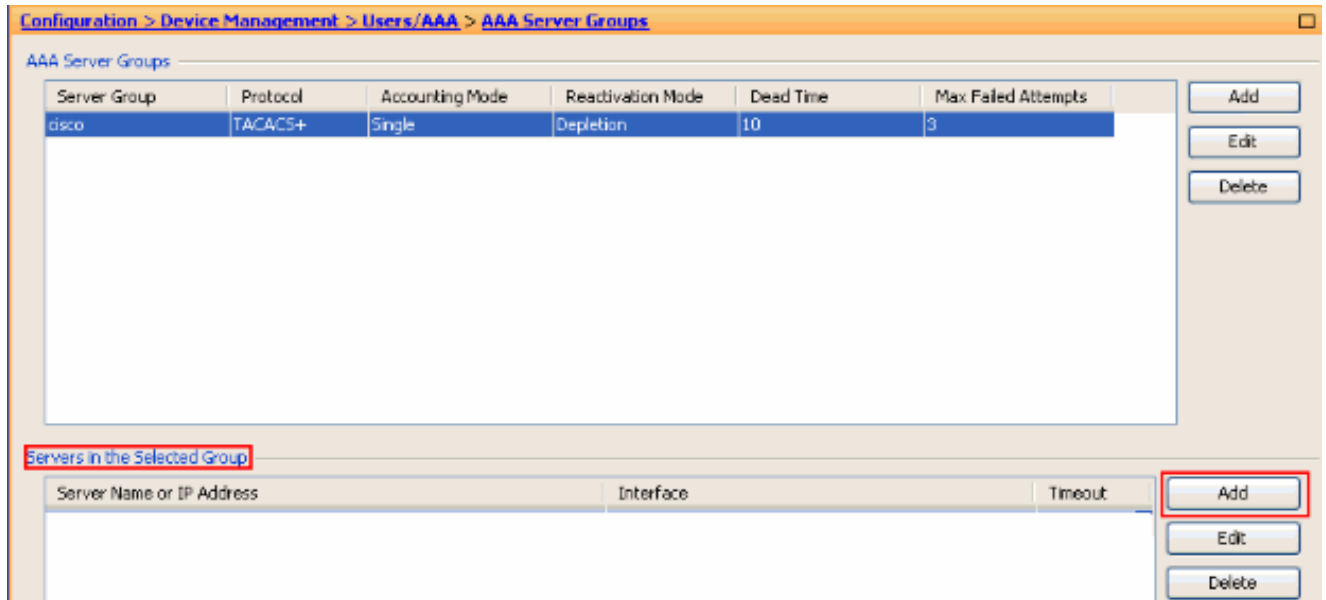 Configuration > Device Management > Users/AAA > AAA Server Groups
AAA Server Groups
Server Group Protocol Accounting Mode Reactivation Mode Dead Time Max Failed Attempts
cisco TACACS+ Single Depletion 10 3
Add
Edit
Delete
Servers in the Selected Group
Server Name or IP Address Interface Timeout
Add
Edit
Delete